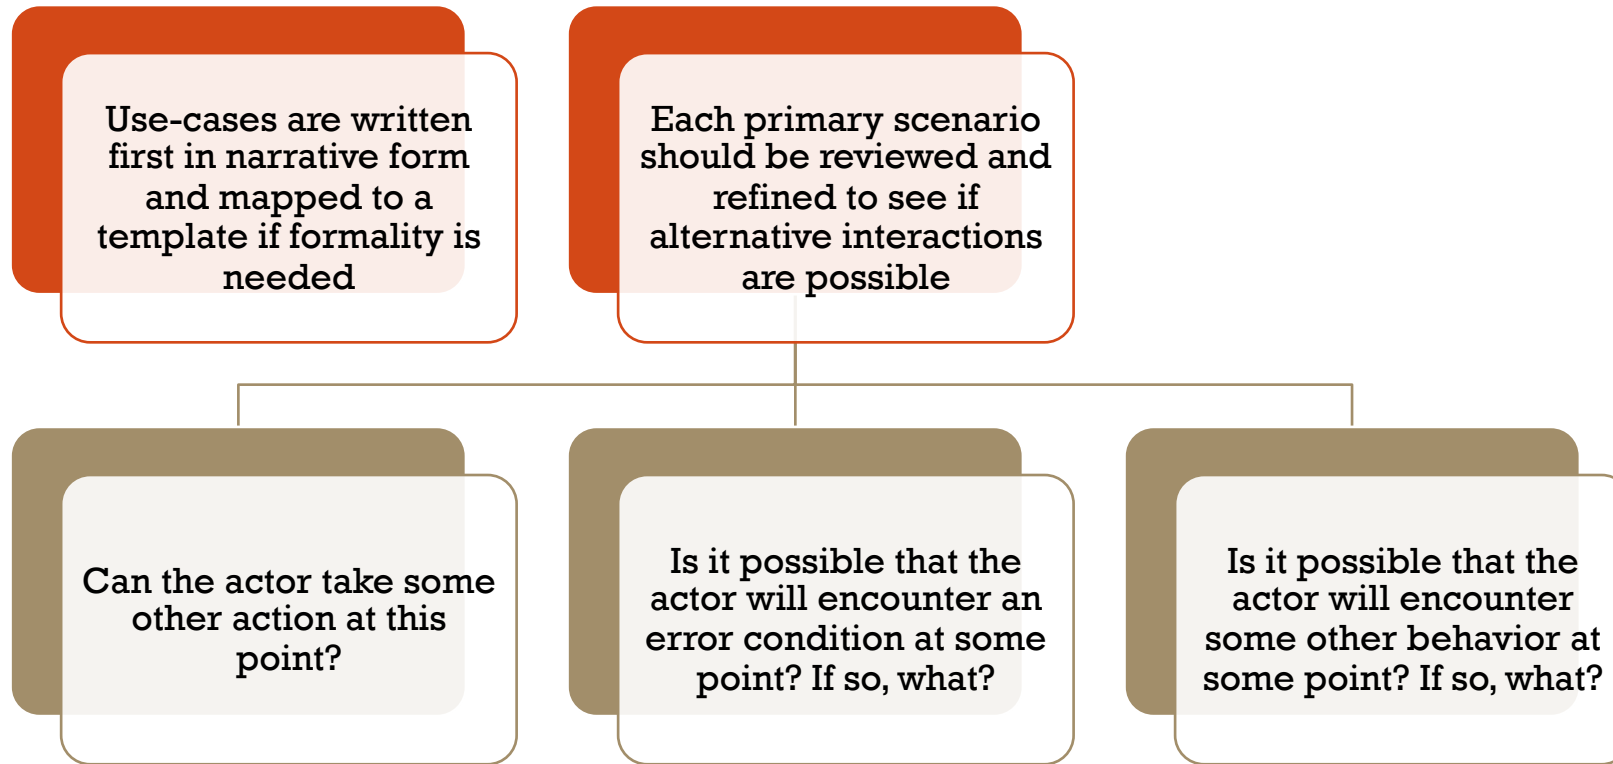 Use-cases are written
first in narrative form
and mapped to a
template if formality is
needed
Each primary scenario
should be reviewed and
refined to see if
alternative interactions
are possible
Can the actor take some
other action at this
point?
Is it possible that the
actor will encounter an
error condition at some
point? If so, what?
Is it possible that the
actor will encounter
some other behavior at
some point? If so, what?